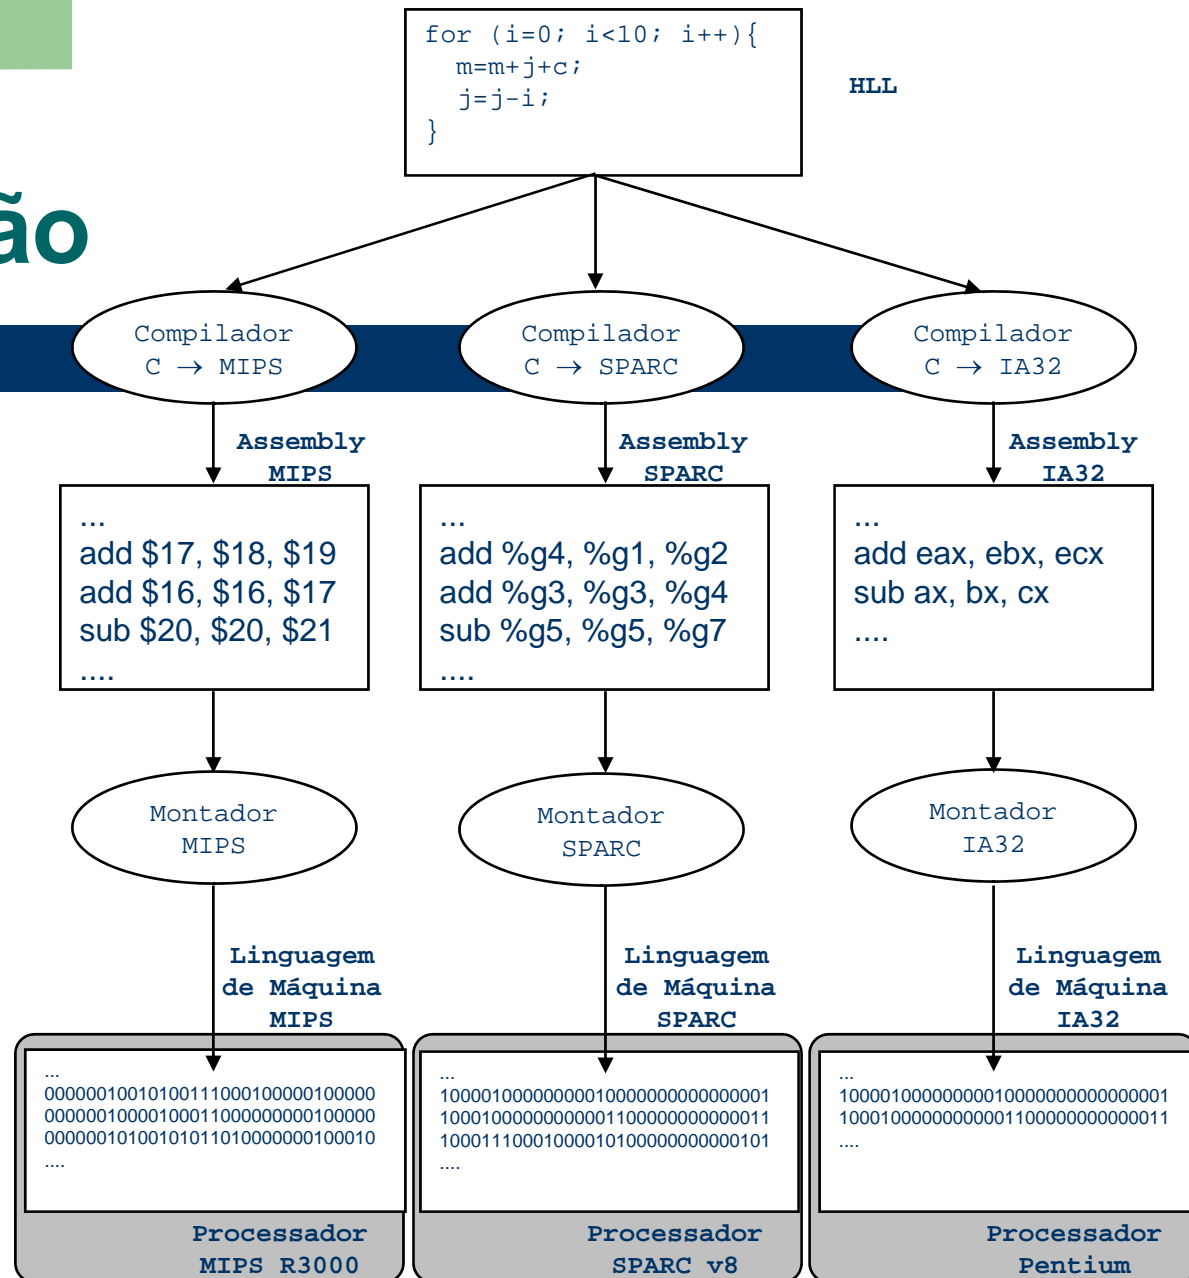 for (i=0; i<10; i++){
m=m+j+c;
j=j-i;
}
HLL
ão
Compilador
C → MIPS
Compilador
C → SPARC
Compilador
C → IA32
Assembly
MIPS
Assembly
SPARC
Assembly
IA32
...
add $17, $18, $19
add $16, $16, $17
sub $20, $20, $21
....
...
add %g4, %g1, %g2
add %g3, %g3, %g4
sub %g5, %g5, %g7
....
...
add eax, ebx, ecx
sub ax, bx, cx
....
Montador
MIPS
Montador
SPARC
Montador
IA32
Linguagem
de Máquina
MIPS
Linguagem
de Máquina
SPARC
Linguagem
de Máquina
IA32
...
00000010010100111000100000100000
00000010000100011000000000100000
00000010100101011010000000100010
....
...
10000100000000010000000000000001
10001000000000001100000000000011
10001110001000010100000000000101
....
...
10000100000000010000000000000001
10001000000000001100000000000011
....
Processador
MIPS R3000
Processador
SPARC v8
Processador
Pentium